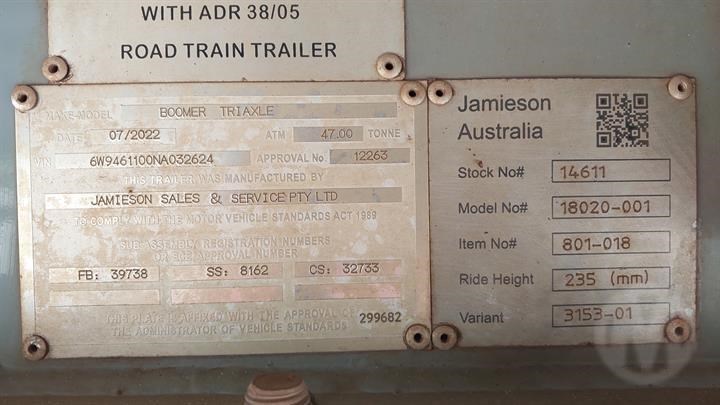 WITH ADR 38/05
ROAD TRAIN TRAILER
MAKE-MODEL BOOMER TRIAXLE
DATE 07/2022 ATM 47.00 TONNE
VIN 6W9461100NA032624 APPROVAL No. 12263
THIS TRAILER WAS MANUFACTURED BY
JAMIESON SALES & SERVICE PTY LTD
TO COMPLY WITH THE MOTOR VEHICLE STANDARDS ACT 1989
SUB-ASSEMBLY REGISTRATION NUMBERS
OR SUB APPROVAL NUMBER
FB: 39738 SS: 8162 CS: 32733
THIS PLATE IS AFFIXED WITH THE APPROVAL OF
THE ADMINISTRATOR OF VEHICLE STANDARDS 299682
Jamieson
Australia
Stock No# 14611
Model No# 18020-001
Item No# 801-018
Ride Height 235 (mm)
Variant 3153-01